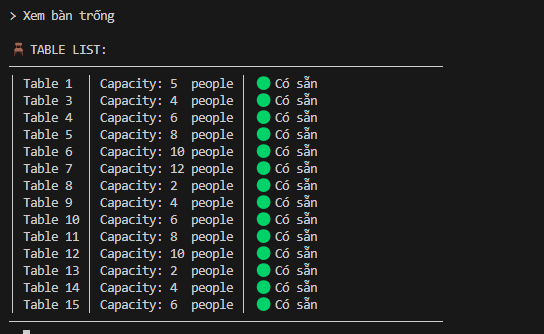 > Xem bàn trống
🪑 TABLE LIST:
| Table 1 | Capacity: 5 people | 🟢 Có sẵn
| Table 3 | Capacity: 4 people | 🟢 Có sẵn
| Table 4 | Capacity: 6 people | 🟢 Có sẵn
| Table 5 | Capacity: 8 people | 🟢 Có sẵn
| Table 6 | Capacity: 10 people | 🟢 Có sẵn
| Table 7 | Capacity: 12 people | 🟢 Có sẵn
| Table 8 | Capacity: 2 people | 🟢 Có sẵn
| Table 9 | Capacity: 4 people | 🟢 Có sẵn
| Table 10 | Capacity: 6 people | 🟢 Có sẵn
| Table 11 | Capacity: 8 people | 🟢 Có sẵn
| Table 12 | Capacity: 10 people | 🟢 Có sẵn
| Table 13 | Capacity: 2 people | 🟢 Có sẵn
| Table 14 | Capacity: 4 people | 🟢 Có sẵn
| Table 15 | Capacity: 6 people | 🟢 Có sẵn